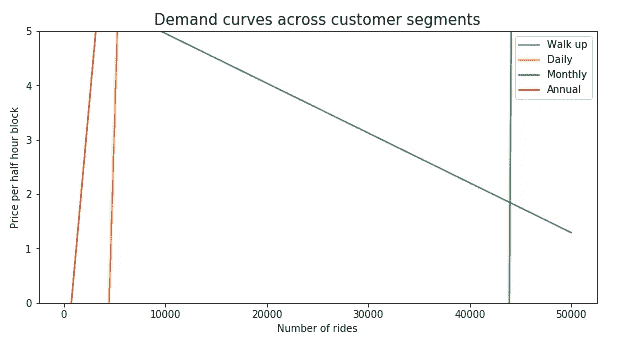 Demand curves across customer segments
Price per half hour block
5
4
3
2
1
0
Walk up
Daily
Monthly
Annual
0 10000 20000 30000 40000 50000
Number of rides